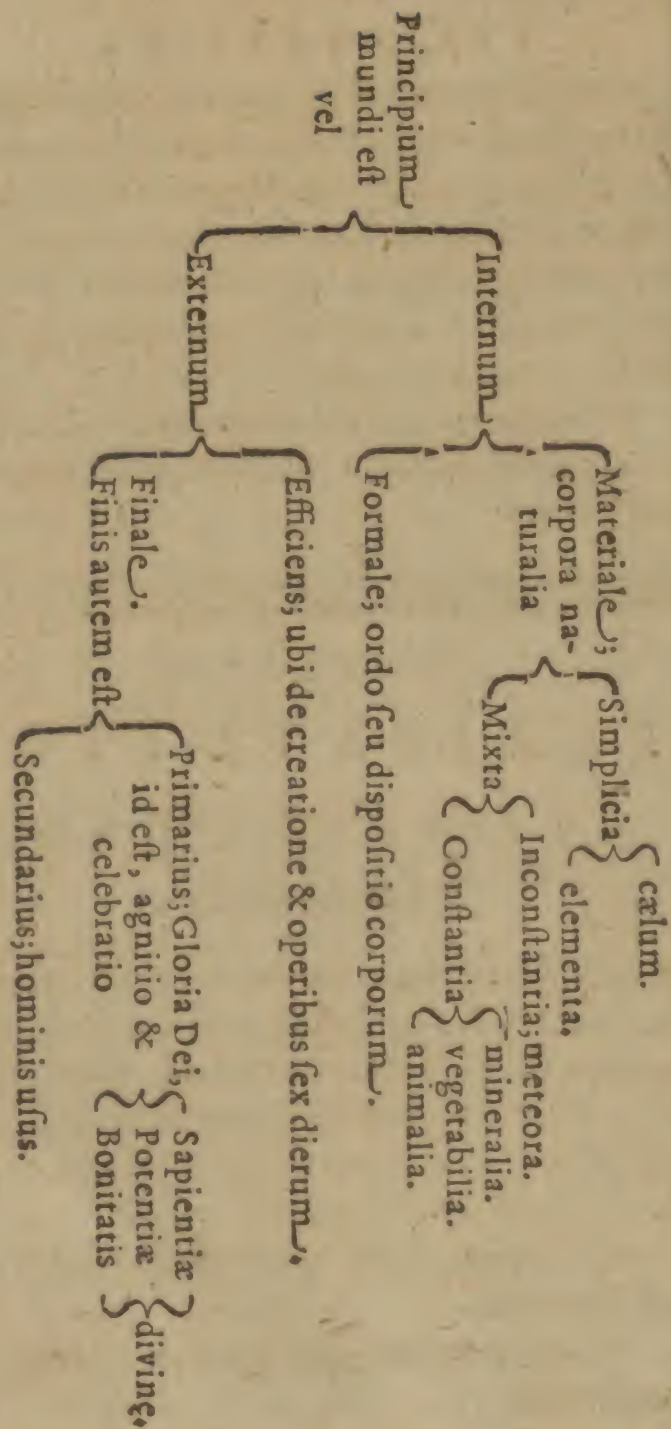 Principium
mundi eſt
vel
Internum
Materiale;
corpora na-
turalia
Simplicia
cælum.
elementa.
Mixta
Inconſtantia; meteora.
Conſtantia
mineralia.
vegetabilia.
animalia.
Formale; ordo ſeu diſpoſitio corporum.
Externum
Efficiens; ubi de creatione & operibus ſex dierum.
Finale.
Finis autem eſt
Primarius; Gloria Dei,
id eſt, agnitio &
celebratio
Sapientiæ
Potentiæ
Bonitatis
divinę.
Secundarius; hominis uſus.